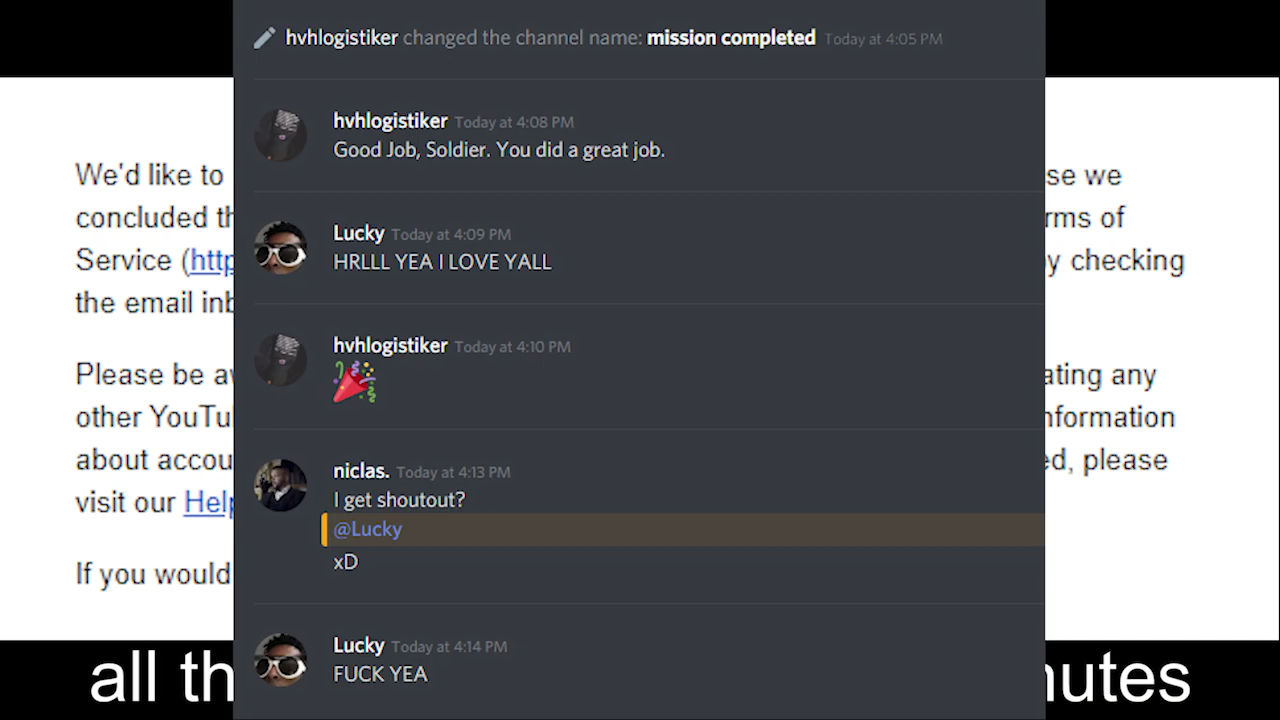 hvhlogistiker changed the channel name: mission completed Today at 4:05 PM
hvhlogistiker Today at 4:08 PM
Good Job, Soldier. You did a great job.
We'd like to
se we
concluded th
rms of
Lucky Today at 4:09 PM
Service (http
HRLLL YEA I LOVE YALL
y checking
the email inb
hvhlogistiker Today at 4:10 PM
Please be aw
ating any
other YouTu
nformation
about accou
niclas. Today at 4:13 PM
ed, please
visit our Help
I get shoutout?
@Lucky
xD
If you would
Lucky Today at 4:14 PM
FUCK YEA
all th
nutes